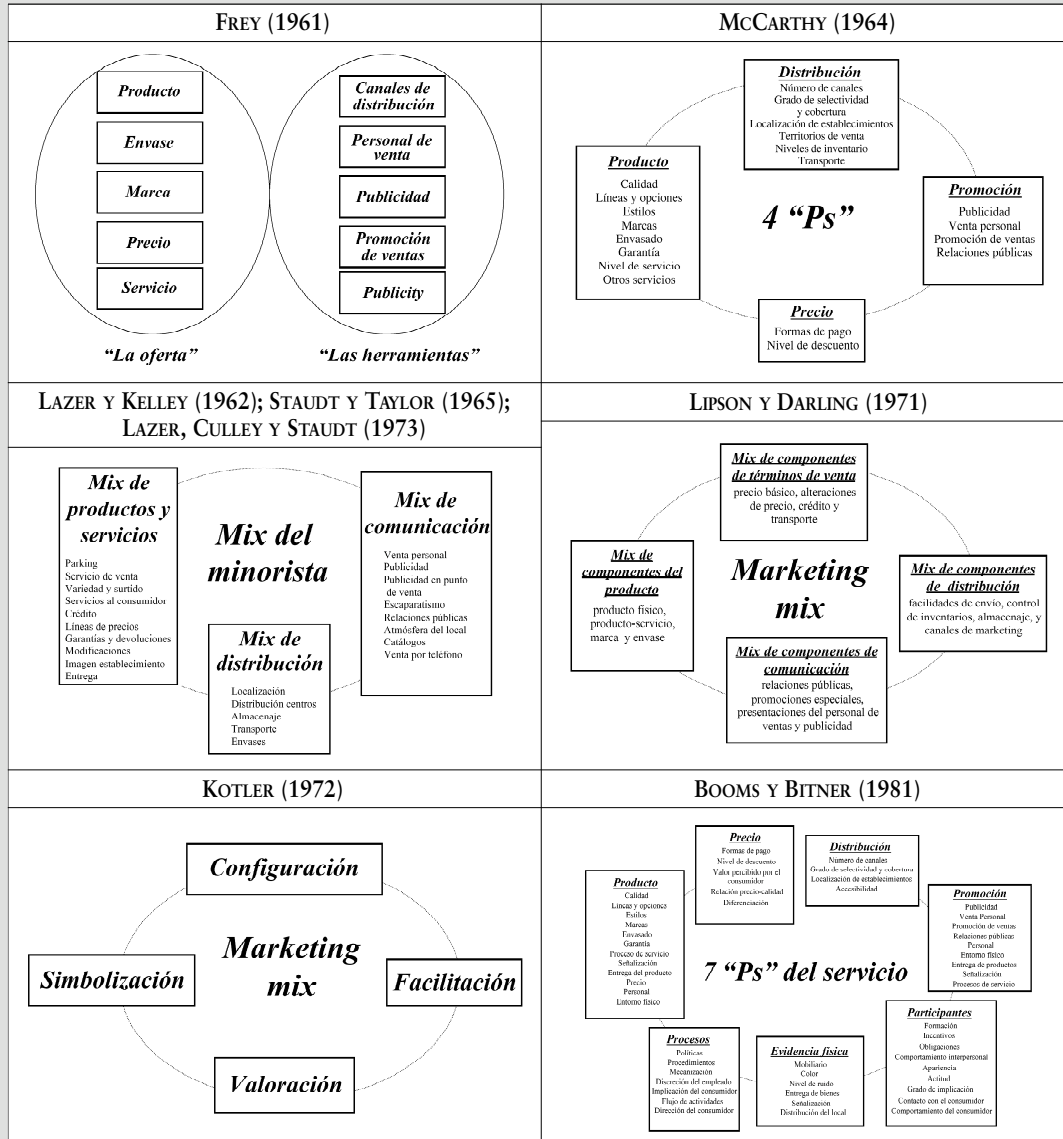 FREY (1961)
Producto
Envase
Marca
Precio
Servicio
"La oferta"
Canales de
distribución
Personal de
venta
Publicidad
Promoción
de ventas
Publicity
"Las herramientas"
MCCARTHY (1964)
Distribución
Número de canales
Grado de selectividad
y cobertura
Localización de establecimientos
Territorios de venta
Niveles de inventario
Transporte
Producto
Calidad
Líneas y opciones
Estilos
Marcas
Envasado
Garantía
Nivel de servicio
Otros servicios
4 "Ps"
Promoción
Publicidad
Venta personal
Promoción de ventas
Relaciones públicas
Precio
Formas de pago
Nivel de descuento
LAZER Y KELLEY (1962); STAUDT Y TAYLOR (1965);
LAZER, CULLEY Y STAUDT (1973)
Mix de
productos y
servicios
Parking
Servicio de venta
Variedad y surtido
Servicios al consumidor
Crédito
Líneas de precios
Garantías y devoluciones
Modificaciones
Imagen establecimiento
Entrega
Mix del
minorista
Mix de
comunicación
Venta personal
Publicidad
Publicidad en punto
de venta
Escaparatismo
Relaciones públicas
Atmósfera del local
Catálogos
Venta por teléfono
Mix de
distribución
Localización
Distribución centros
Almacenaje
Transporte
Envases
LIPSON Y DARLING (1971)
Mix de componentes
de términos de venta
precio básico, alteraciones
de precio, crédito y
transporte
Mix de
componentes del
producto
producto físico,
producto-servicio,
marca y envase
Marketing
mix
Mix de componentes
de distribución
facilidades de envío, control
de inventarios, almacenaje, y
canales de marketing
Mix de componentes de
comunicación
relaciones públicas,
promociones especiales,
presentaciones del personal de
ventas y publicidad
KOTLER (1972)
Configuración
Marketing
mix
Simbolización
Facilitación
Valoración
BOOMS Y BITNER (1981)
Precio
Formas de pago
Nivel de descuento
Valor percibido por el
consumidor
Relación precio-calidad
Diferenciación
Distribución
Número de canales
Grado de selectividad y cobertura
Localización de establecimientos
Accesibilidad
Producto
Calidad
Líneas y opciones
Estilos
Marcas
Envasado
Garantía
Proceso de servicio
Señalización
Entrega del producto
Precio
Personal
Entorno físico
7 "Ps" del servicio
Promoción
Publicidad
Venta Personal
Promoción de ventas
Relaciones públicas
Personal
Entorno físico
Entrega de productos
Señalización
Procesos de servicio
Procesos
Políticas
Procedimientos
Mecanización
Discreción del empleado
Implicación del consumidor
Flujo de actividades
Dirección del consumidor
Evidencia física
Mobiliario
Color
Nivel de ruido
Entrega de bienes
Señalización
Distribución del local
Participantes
Formación
Incentivos
Obligaciones
Comportamiento interpersonal
Apariencia
Actitud
Grado de implicación
Contacto con el consumidor
Comportamiento del consumidor